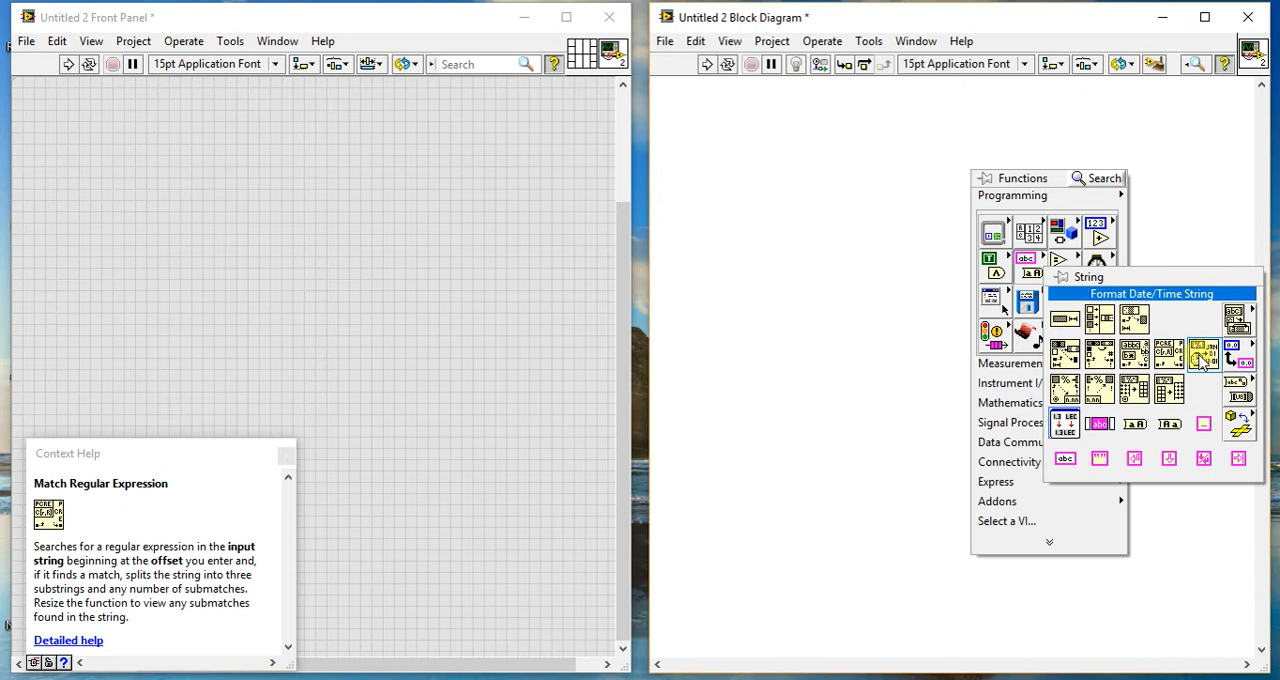 Untitled 2 Front Panel *
File Edit View Project Operate Tools Window Help
15pt Application Font
Search
2
Context Help
Match Regular Expression
Searches for a regular expression in the input
string beginning at the offset you enter and,
if it finds a match, splits the string into three
substrings and any number of submatches.
Resize the function to view any submatches
found in the string.
Detailed help
Untitled 2 Block Diagram *
File Edit View Project Operate Tools Window Help
15pt Application Font
2
Functions Search
Programming
Measuremen
Instrument I/
Mathematics
Signal Proces
Data Commu
Connectivity
Express
Addons
Select a VI...
String
Format Date/Time String